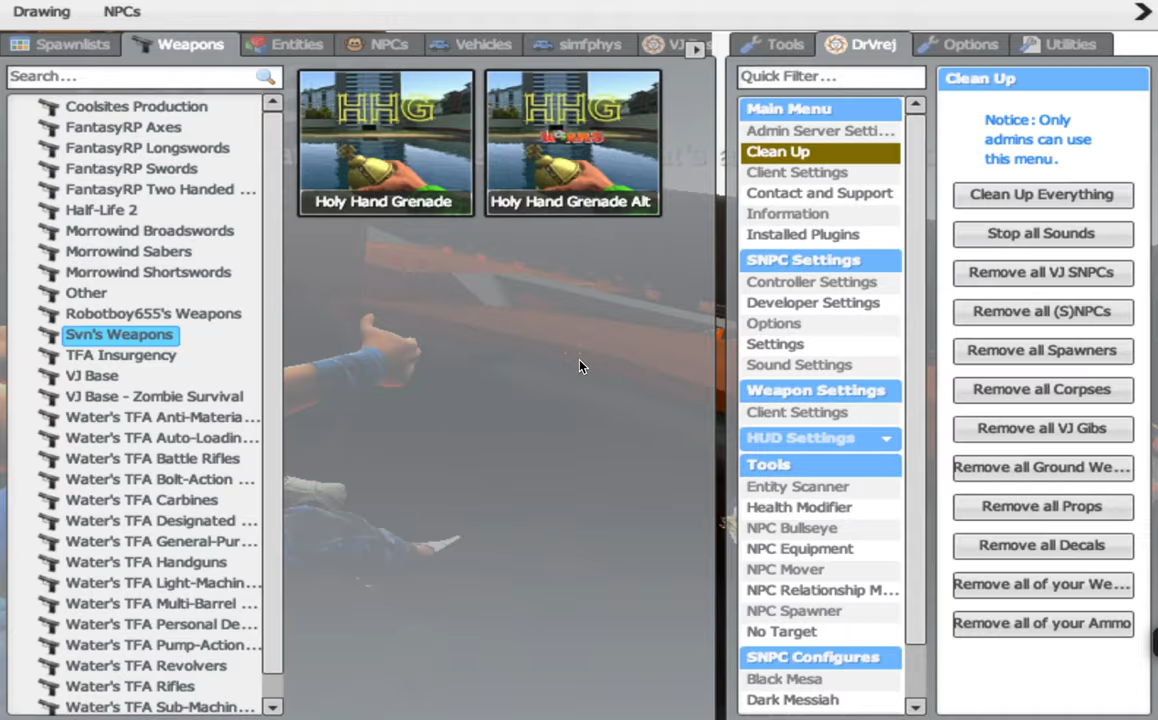 Drawing NPCs
Spawnlists Weapons Entities NPCs Vehicles simfphys
Search...
Coolsites Production
FantasyRP Axes
FantasyRP Longswords
FantasyRP Swords
FantasyRP Two Handed ...
Half-Life 2
Morrowind Broadswords
Morrowind Sabers
Morrowind Shortswords
Other
Robotboy655's Weapons
Svn's Weapons
TFA Insurgency
VJ Base
VJ Base - Zombie Survival
Water's TFA Anti-Materia...
Water's TFA Auto-Loadin...
Water's TFA Battle Rifles
Water's TFA Bolt-Action ...
Water's TFA Carbines
Water's TFA Designated ...
Water's TFA General-Pur...
Water's TFA Handguns
Water's TFA Light-Machin...
Water's TFA Multi-Barrel ...
Water's TFA Personal De...
Water's TFA Pump-Action...
Water's TFA Revolvers
Water's TFA Rifles
Water's TFA Sub-Machin...
HHG
Holy Hand Grenade
HHG
Holy Hand Grenade Alt
Tools DrVrej Options Utilities
Quick Filter...
Main Menu
Admin Server Setti...
Clean Up
Client Settings
Contact and Support
Information
Installed Plugins
SNPC Settings
Controller Settings
Developer Settings
Options
Settings
Sound Settings
Weapon Settings
Client Settings
HUD Settings
Tools
Entity Scanner
Health Modifier
NPC Bullseye
NPC Equipment
NPC Mover
NPC Relationship M...
NPC Spawner
No Target
SNPC Configures
Black Mesa
Dark Messiah
Clean Up
Notice: Only
admins can use
this menu.
Clean Up Everything
Stop all Sounds
Remove all VJ SNPCs
Remove all (S)NPCs
Remove all Spawners
Remove all Corpses
Remove all VJ Gibs
Remove all Ground We...
Remove all Props
Remove all Decals
Remove all of your We...
Remove all of your Ammo